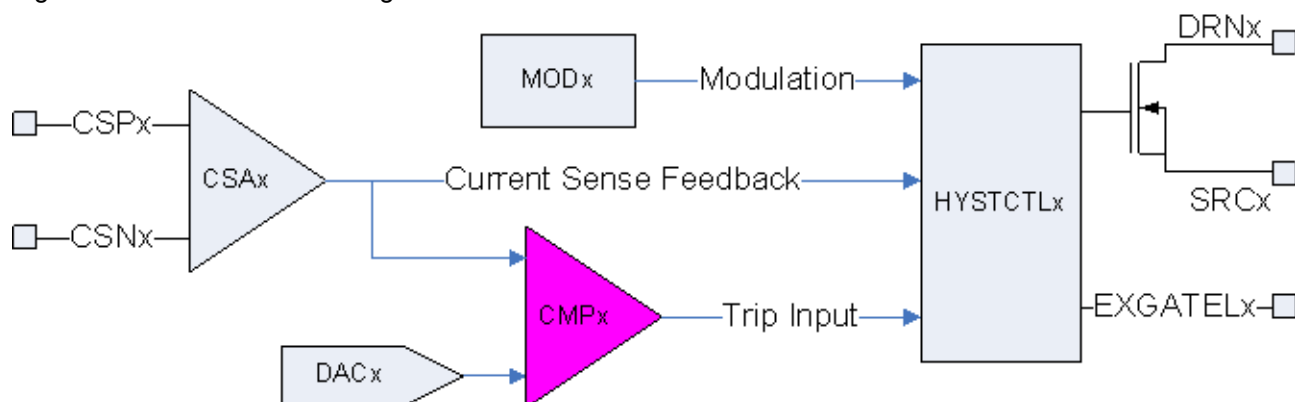 DRNx
MODx
Modulation
CSPx
CSAx
Current Sense Feedback
HYSTCTLx
SRCx
CSNx
CMPx
Trip Input
EXGATELx
DACx